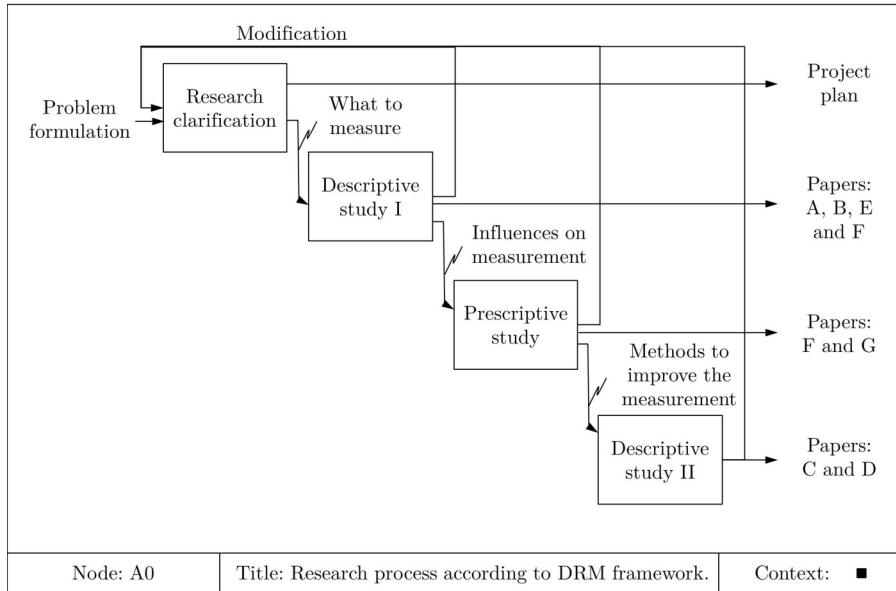 Modification
Research
clarification
Project
plan
Problem
formulation
What to
measure
Descriptive
study I
Papers:
A, B, E
and F
Influences on
measurement
Prescriptive
study
Papers:
F and G
Methods to
improve the
measurement
Descriptive
study II
Papers:
C and D
Node: A0
Title: Research process according to DRM framework.
Context: ■